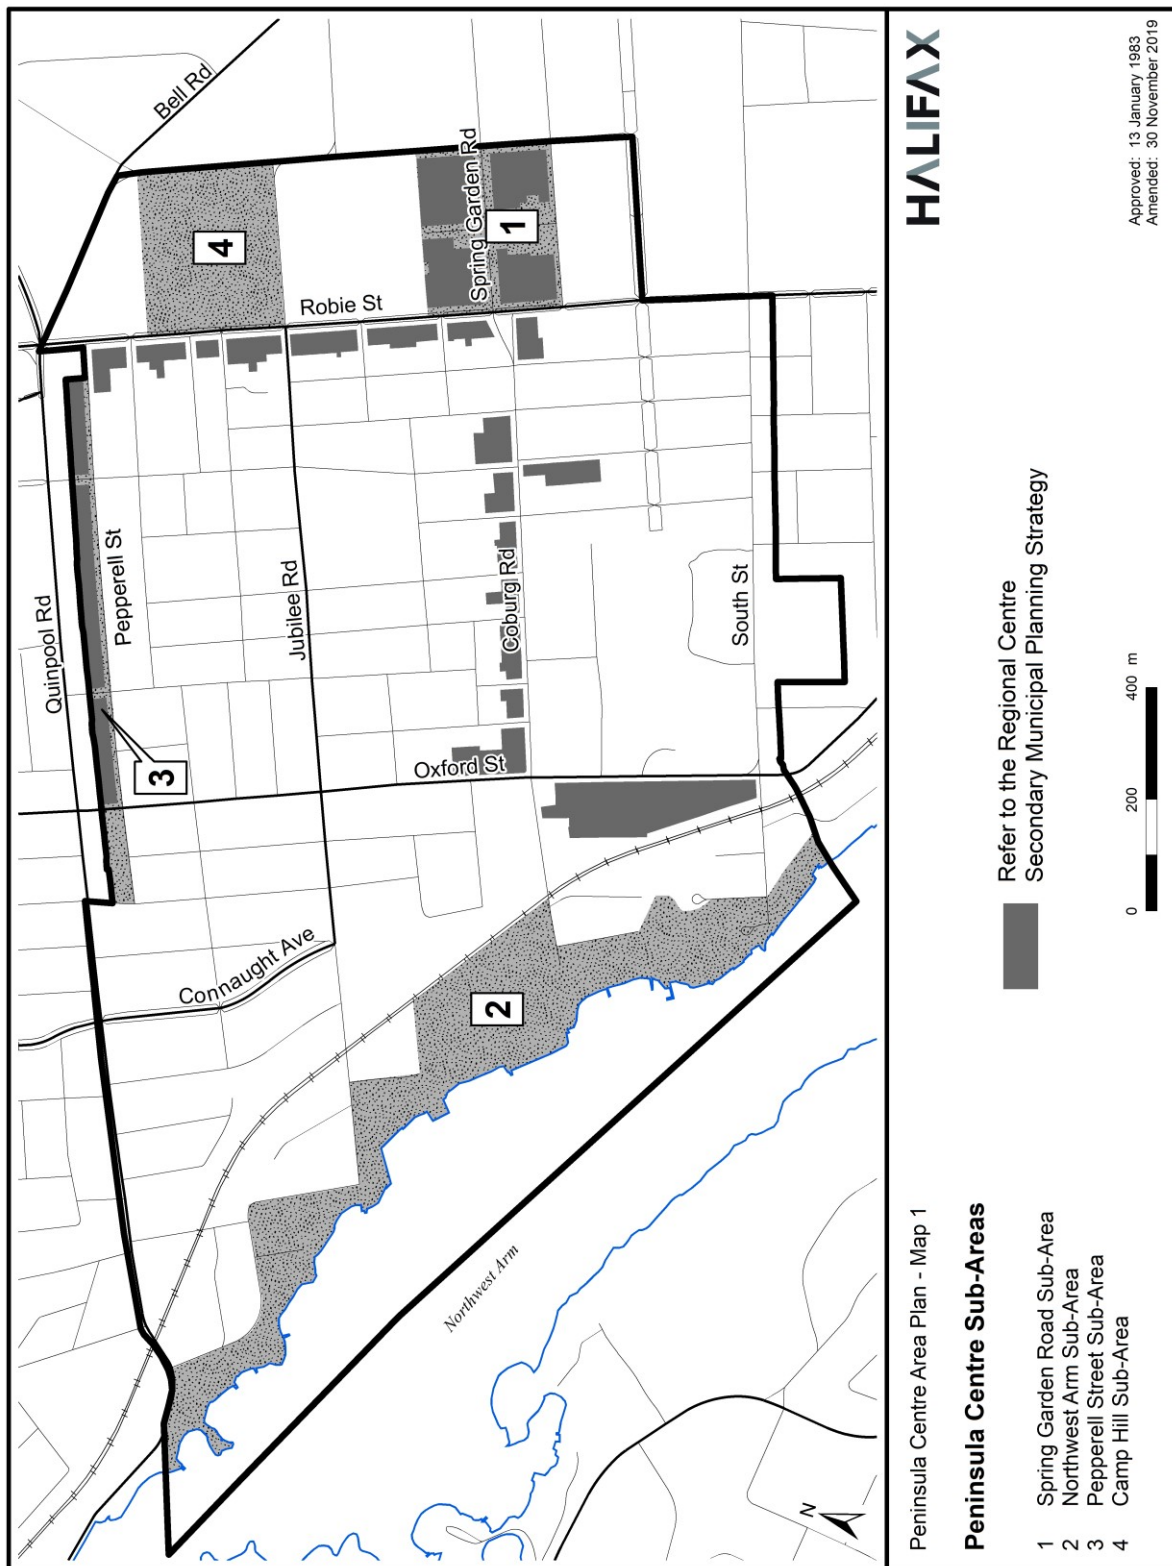 Bell Rd
Quinpool Rd
4
Robie St
Spring Garden Rd
1
Pepperell St
3
Jubilee Rd
Coburg Rd
Oxford St
South St
Connaught Ave
2
Northwest Arm
N
Peninsula Centre Area Plan - Map 1
Peninsula Centre Sub-Areas
1 Spring Garden Road Sub-Area
2 Northwest Arm Sub-Area
3 Pepperell Street Sub-Area
4 Camp Hill Sub-Area
Refer to the Regional Centre
Secondary Municipal Planning Strategy
0 200 400 m
HALIFAX
Approved: 13 January 1983
Amended: 30 November 2019